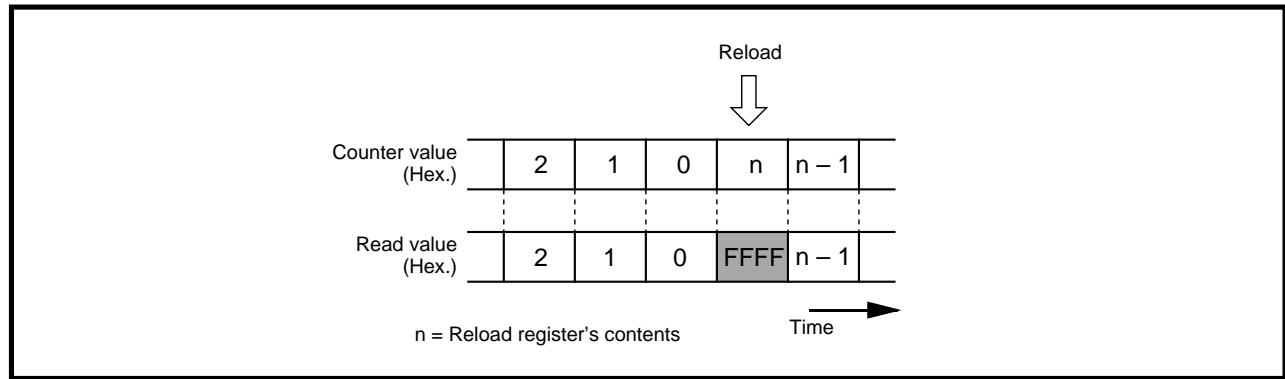 Reload
Counter value
(Hex.)
2 1 0 n n – 1
Read value
(Hex.)
2 1 0 FFFF n – 1
Time
n = Reload register’s contents